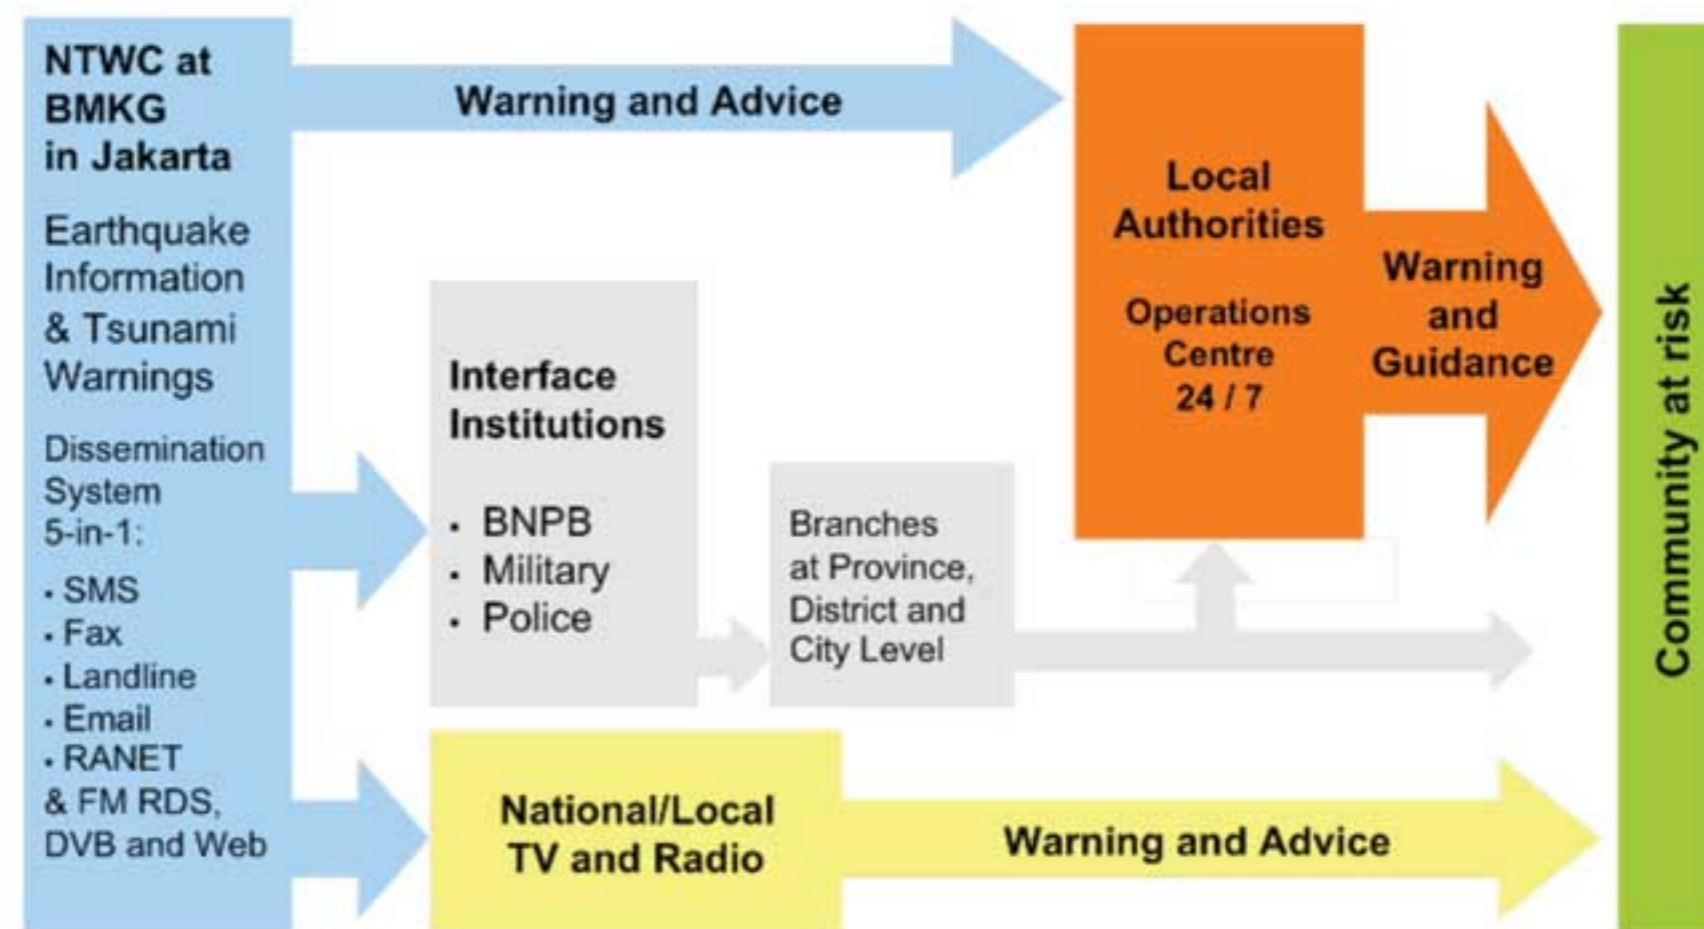 NTWC at
BMKG
in Jakarta
Earthquake
Information
& Tsunami
Warnings
Dissemination
System
5-in-1:
· SMS
· Fax
· Landline
· Email
· RANET
& FM RDS,
DVB and Web
Warning and Advice
Interface
Institutions
· BNPB
· Military
· Police
Branches
at Province,
District and
City Level
Local
Authorities
Operations
Centre
24 / 7
Warning
and
Guidance
National/Local
TV and Radio
Warning and Advice
Community at risk